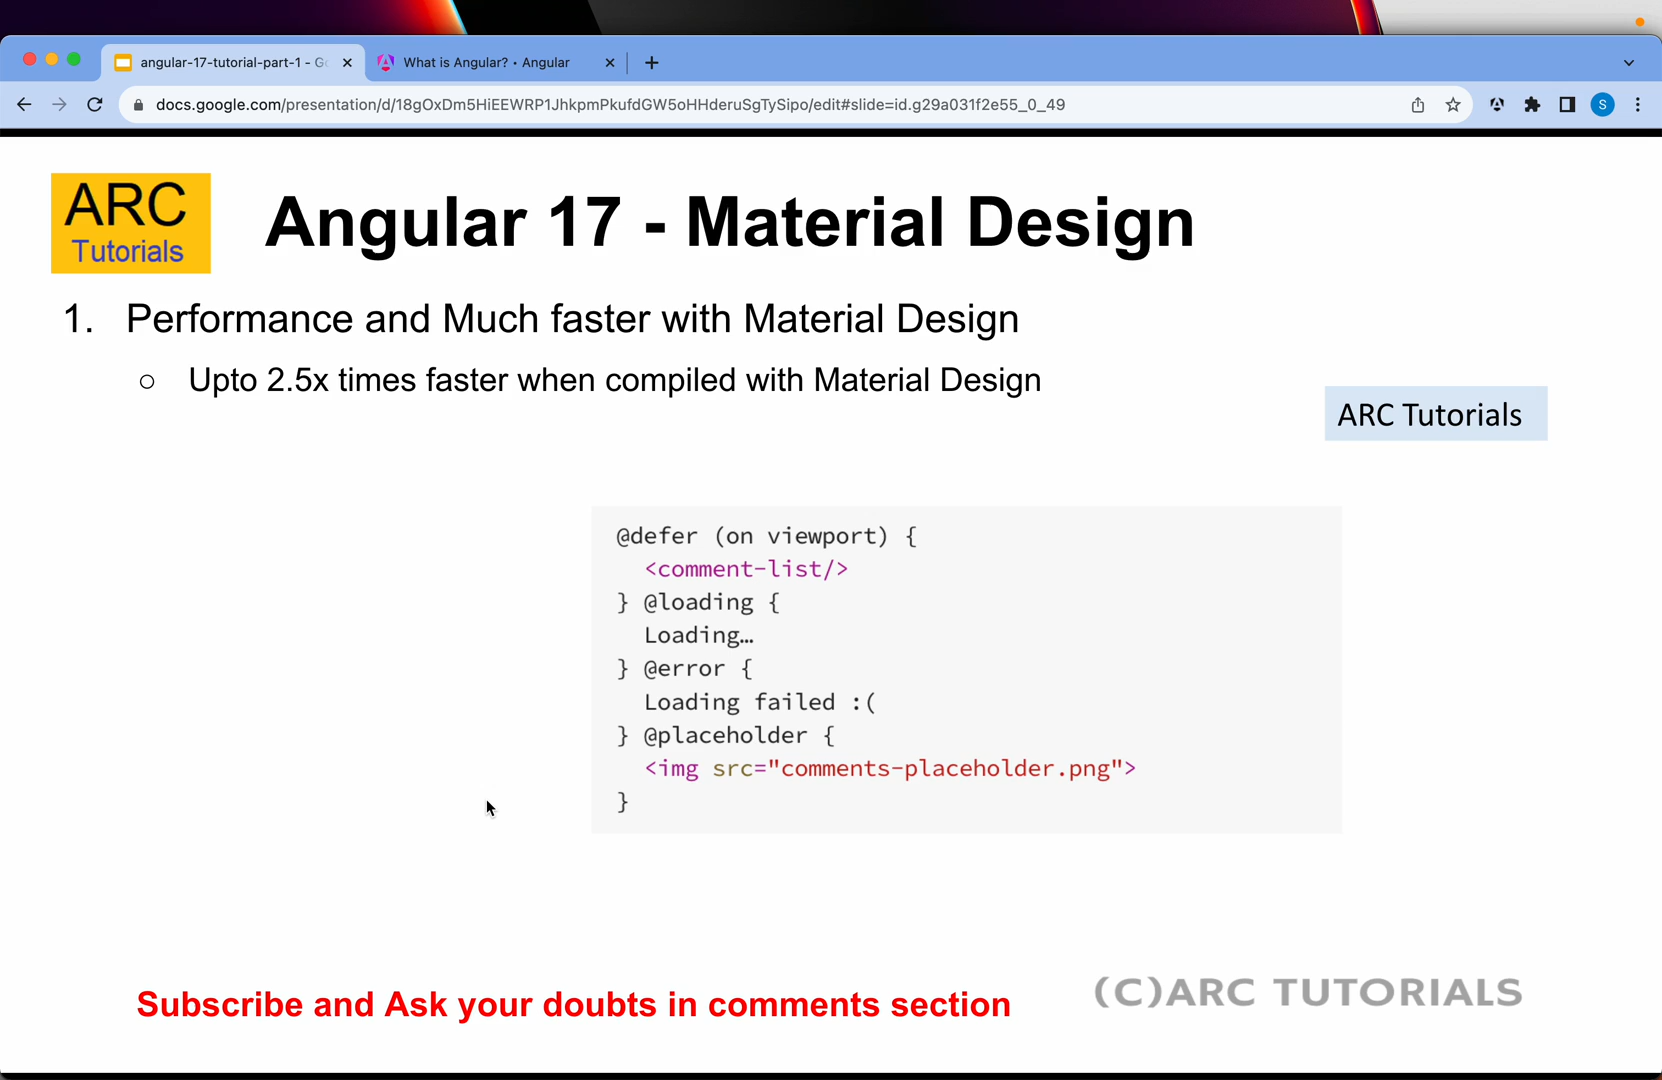 angular-17-tutorial-part-1 - Go
What is Angular? • Angular
docs.google.com/presentation/d/18gOxDm5HiEEWRP1JhkpmPkufdGW5oHHderuSgTySipo/edit#slide=id.g29a031f2e55_0_49
S
ARC
Tutorials
Angular 17 - Material Design
1. Performance and Much faster with Material Design
○ Upto 2.5x times faster when compiled with Material Design
ARC Tutorials
@defer (on viewport) {
<comment-list/>
} @loading {
Loading…
} @error {
Loading failed :(
} @placeholder {
<img src="comments-placeholder.png">
}
Subscribe and Ask your doubts in comments section
(C)ARC TUTORIALS